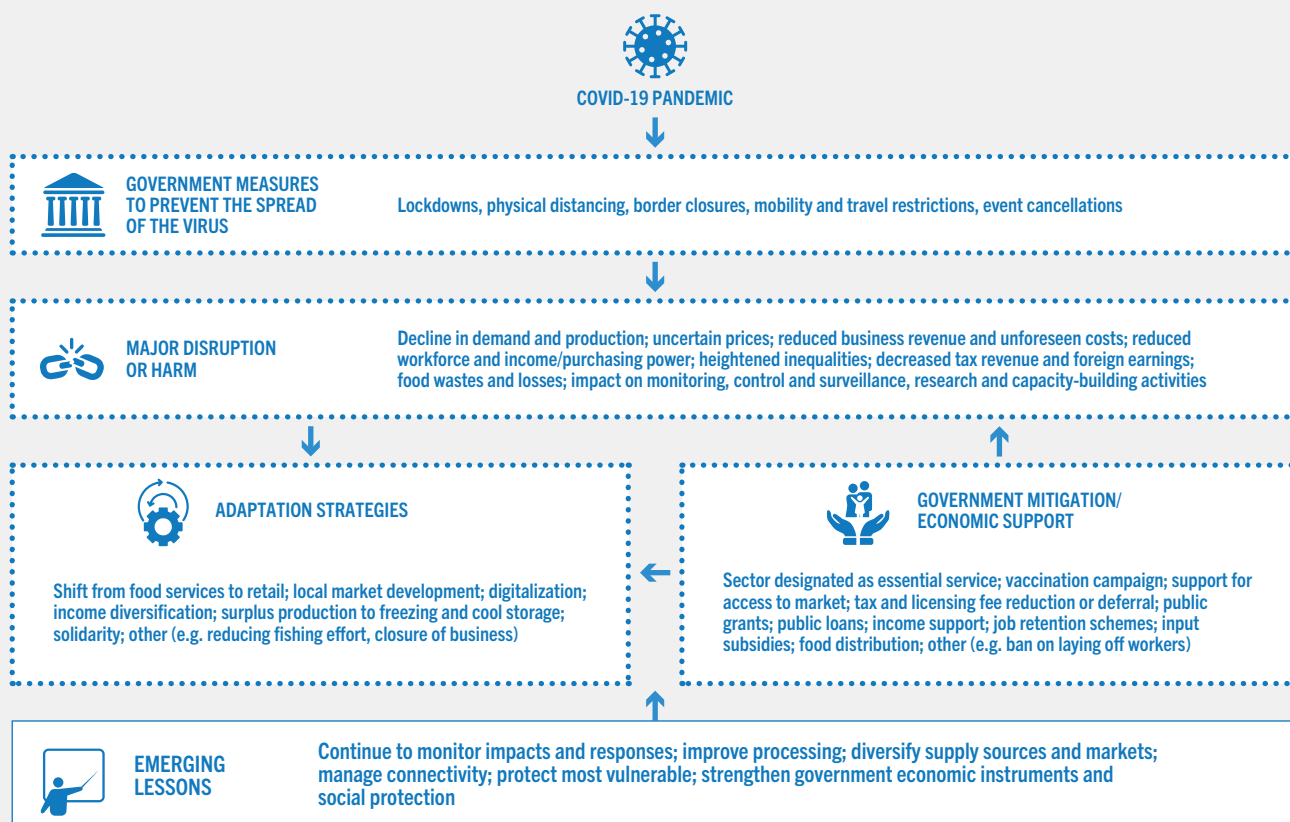 COVID-19 PANDEMIC
GOVERNMENT MEASURES
TO PREVENT THE SPREAD
OF THE VIRUS
Lockdowns, physical distancing, border closures, mobility and travel restrictions, event cancellations
MAJOR DISRUPTION
OR HARM
Decline in demand and production; uncertain prices; reduced business revenue and unforeseen costs; reduced
workforce and income/purchasing power; heightened inequalities; decreased tax revenue and foreign earnings;
food wastes and losses; impact on monitoring, control and surveillance, research and capacity-building activities
ADAPTATION STRATEGIES
Shift from food services to retail; local market development; digitalization;
income diversification; surplus production to freezing and cool storage;
solidarity; other (e.g. reducing fishing effort, closure of business)
GOVERNMENT MITIGATION/
ECONOMIC SUPPORT
Sector designated as essential service; vaccination campaign; support for
access to market; tax and licensing fee reduction or deferral; public
grants; public loans; income support; job retention schemes; input
subsidies; food distribution; other (e.g. ban on laying off workers)
EMERGING
LESSONS
Continue to monitor impacts and responses; improve processing; diversify supply sources and markets;
manage connectivity; protect most vulnerable; strengthen government economic instruments and
social protection